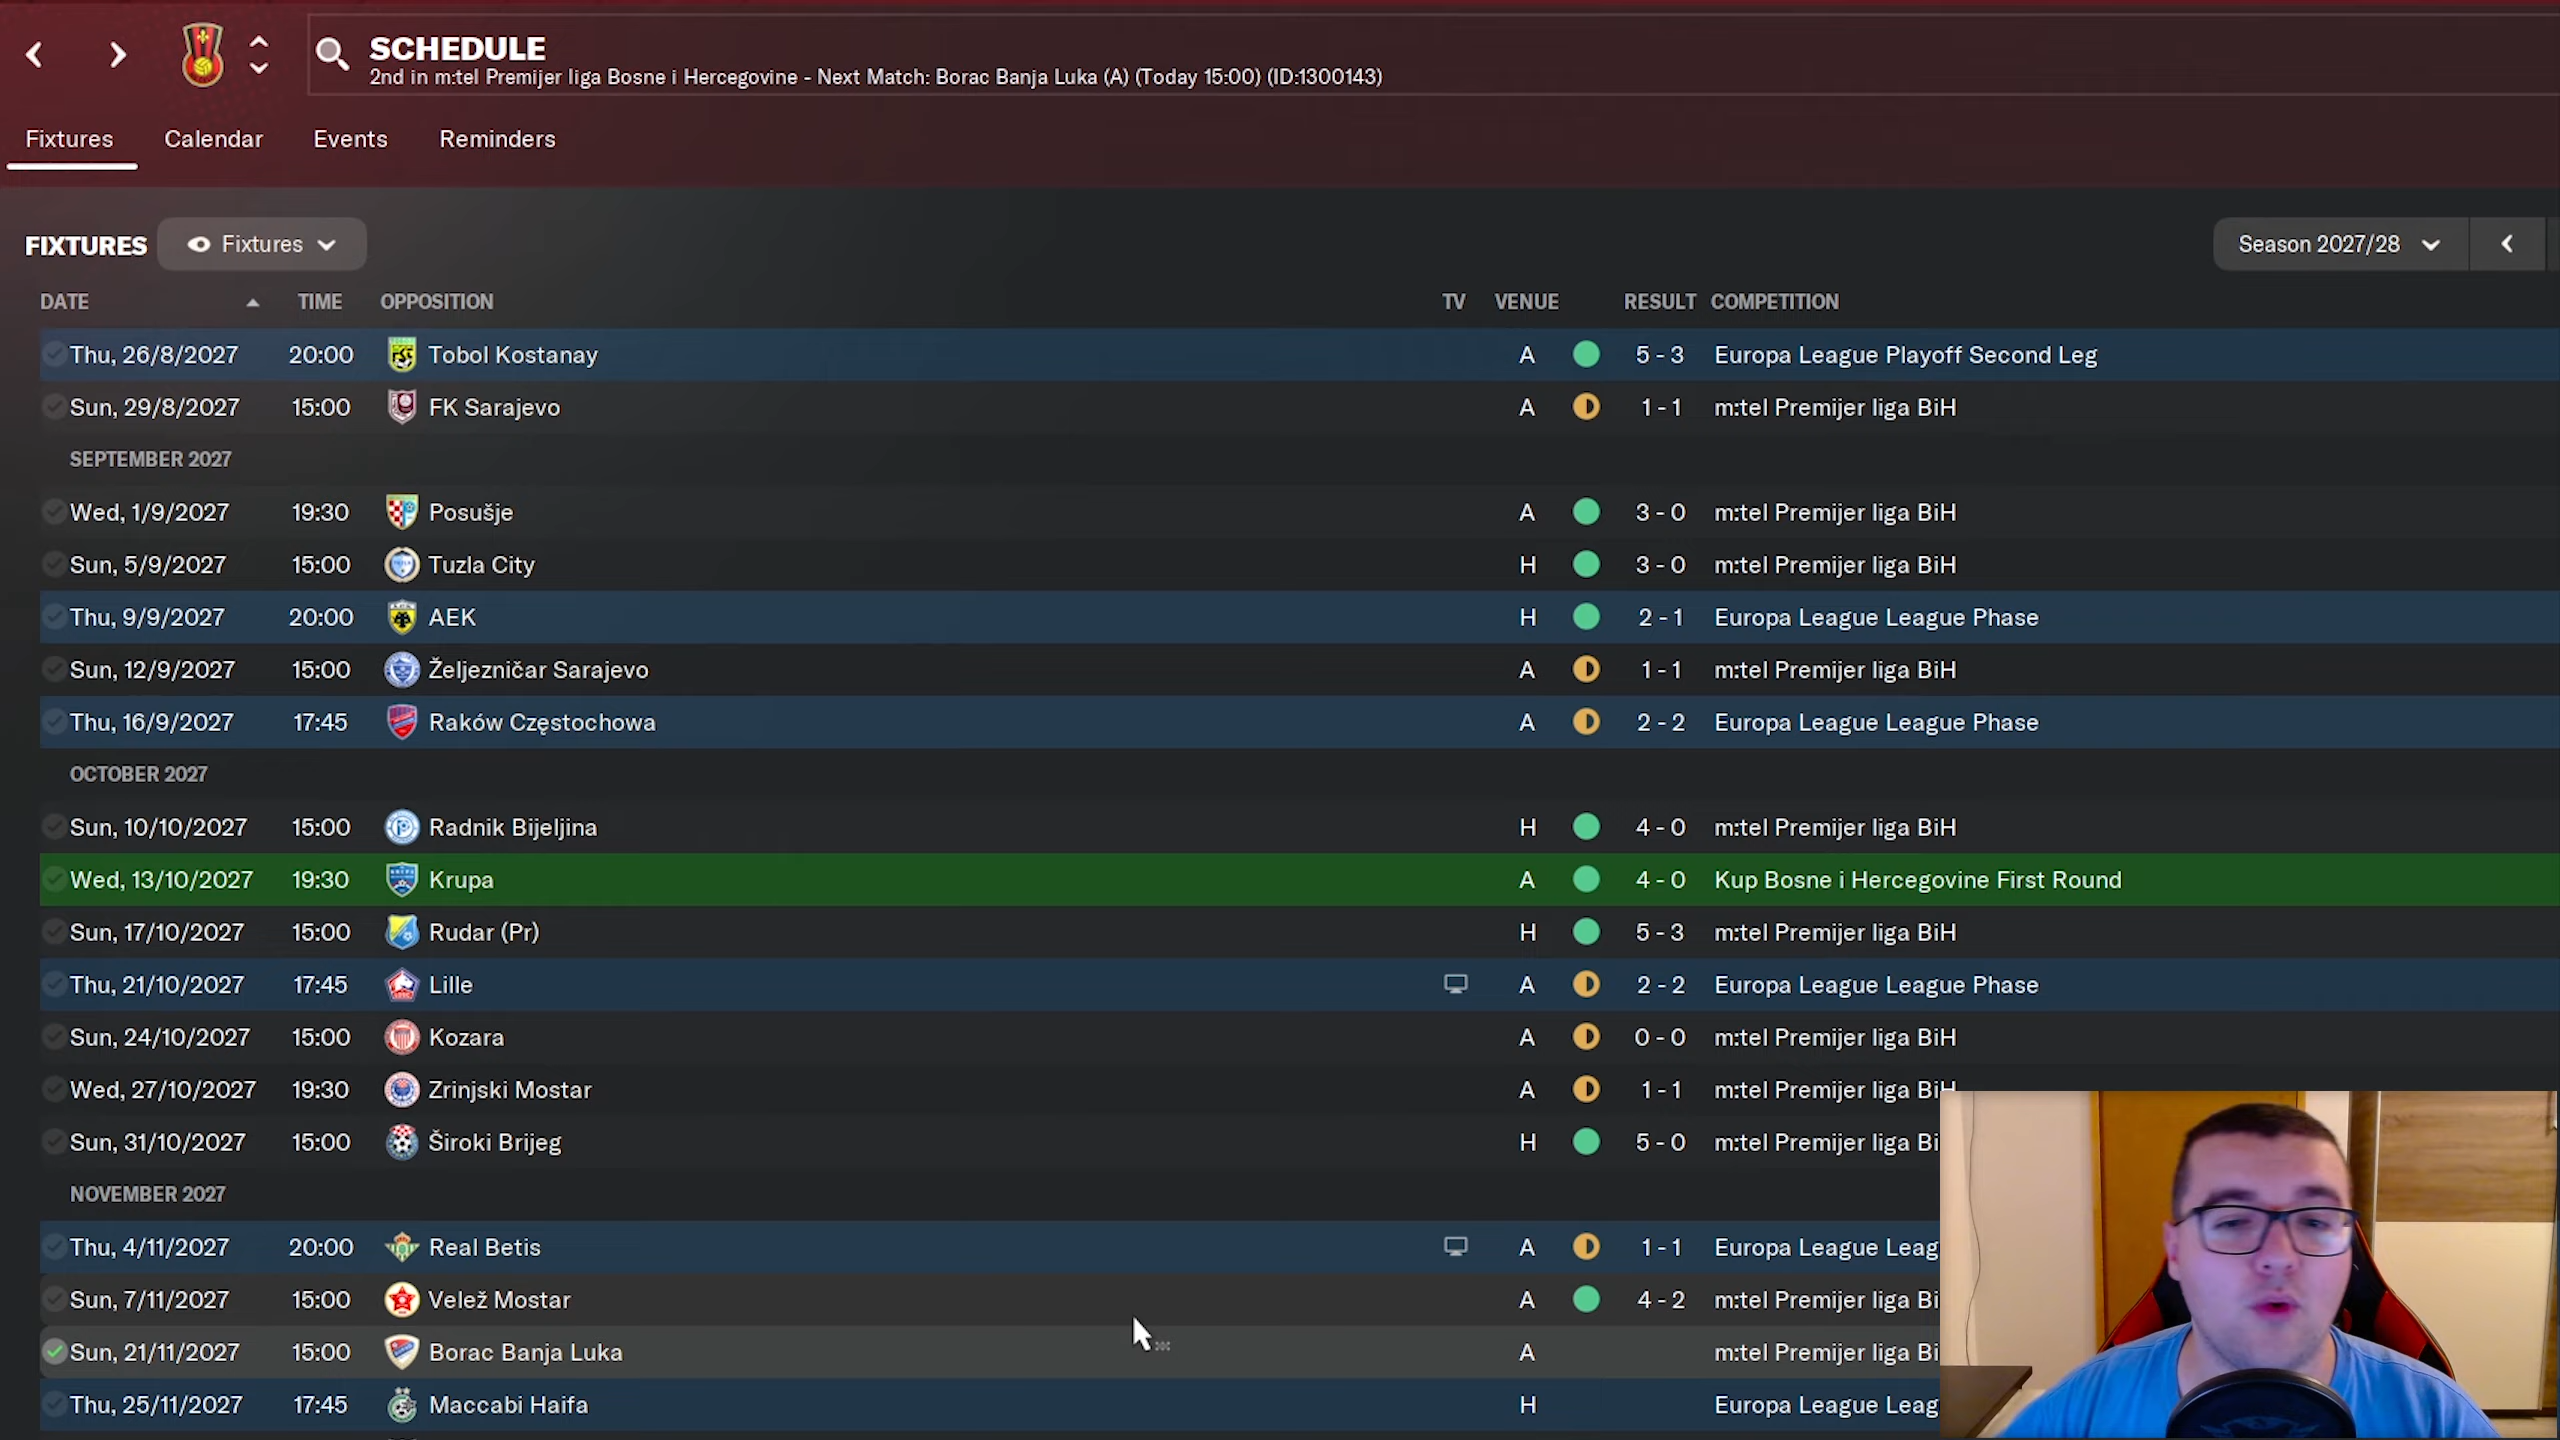 SCHEDULE
2nd in m:tel Premijer liga Bosne i Hercegovine - Next Match: Borac Banja Luka (A) (Today 15:00) (ID:1300143)
Fixtures Calendar Events Reminders
FIXTURES Fixtures Season 2027/28
DATE TIME OPPOSITION TV VENUE RESULT COMPETITION
Thu, 26/8/2027 20:00 Tobol Kostanay A 5 - 3 Europa League Playoff Second Leg
Sun, 29/8/2027 15:00 FK Sarajevo A 1 - 1 m:tel Premijer liga BiH
SEPTEMBER 2027
Wed, 1/9/2027 19:30 Posušje A 3 - 0 m:tel Premijer liga BiH
Sun, 5/9/2027 15:00 Tuzla City H 3 - 0 m:tel Premijer liga BiH
Thu, 9/9/2027 20:00 AEK H 2 - 1 Europa League League Phase
Sun, 12/9/2027 15:00 Željezničar Sarajevo A 1 - 1 m:tel Premijer liga BiH
Thu, 16/9/2027 17:45 Raków Częstochowa A 2 - 2 Europa League League Phase
OCTOBER 2027
Sun, 10/10/2027 15:00 Radnik Bijeljina H 4 - 0 m:tel Premijer liga BiH
Wed, 13/10/2027 19:30 Krupa A 4 - 0 Kup Bosne i Hercegovine First Round
Sun, 17/10/2027 15:00 Rudar (Pr) H 5 - 3 m:tel Premijer liga BiH
Thu, 21/10/2027 17:45 Lille A 2 - 2 Europa League League Phase
Sun, 24/10/2027 15:00 Kozara A 0 - 0 m:tel Premijer liga BiH
Wed, 27/10/2027 19:30 Zrinjski Mostar A 1 - 1 m:tel Premijer liga BiH
Sun, 31/10/2027 15:00 Široki Brijeg H 5 - 0 m:tel Premijer liga Bi
NOVEMBER 2027
Thu, 4/11/2027 20:00 Real Betis A 1 - 1 Europa League Leag
Sun, 7/11/2027 15:00 Velež Mostar A 4 - 2 m:tel Premijer liga Bi
Sun, 21/11/2027 15:00 Borac Banja Luka A m:tel Premijer liga Bi
Thu, 25/11/2027 17:45 Maccabi Haifa H Europa League Leag